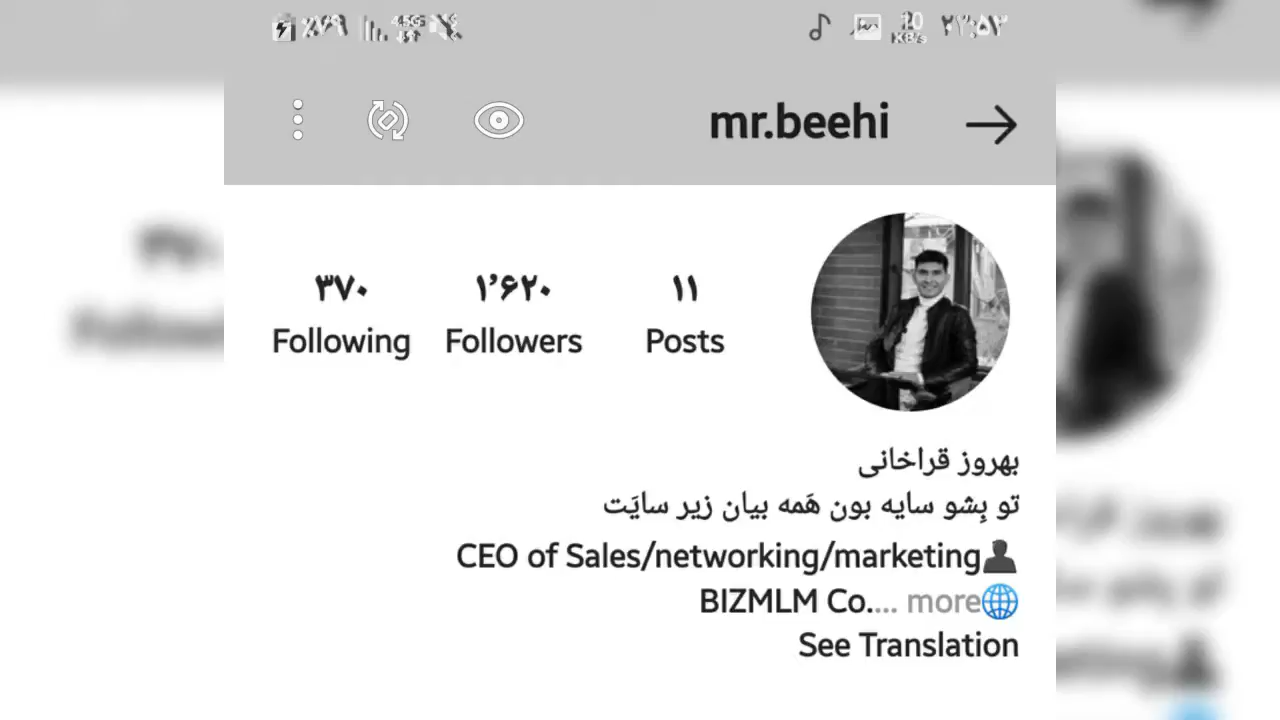 mr.beehi
۱۱ ۱٬۶۲۰ ۳۷۰
Posts Followers Following
بهروز قراخانی
تو بِشو سایه بون هَمه بیان زیر سایَت
CEO of Sales/networking/marketing
BIZMLM Co.... more
See Translation